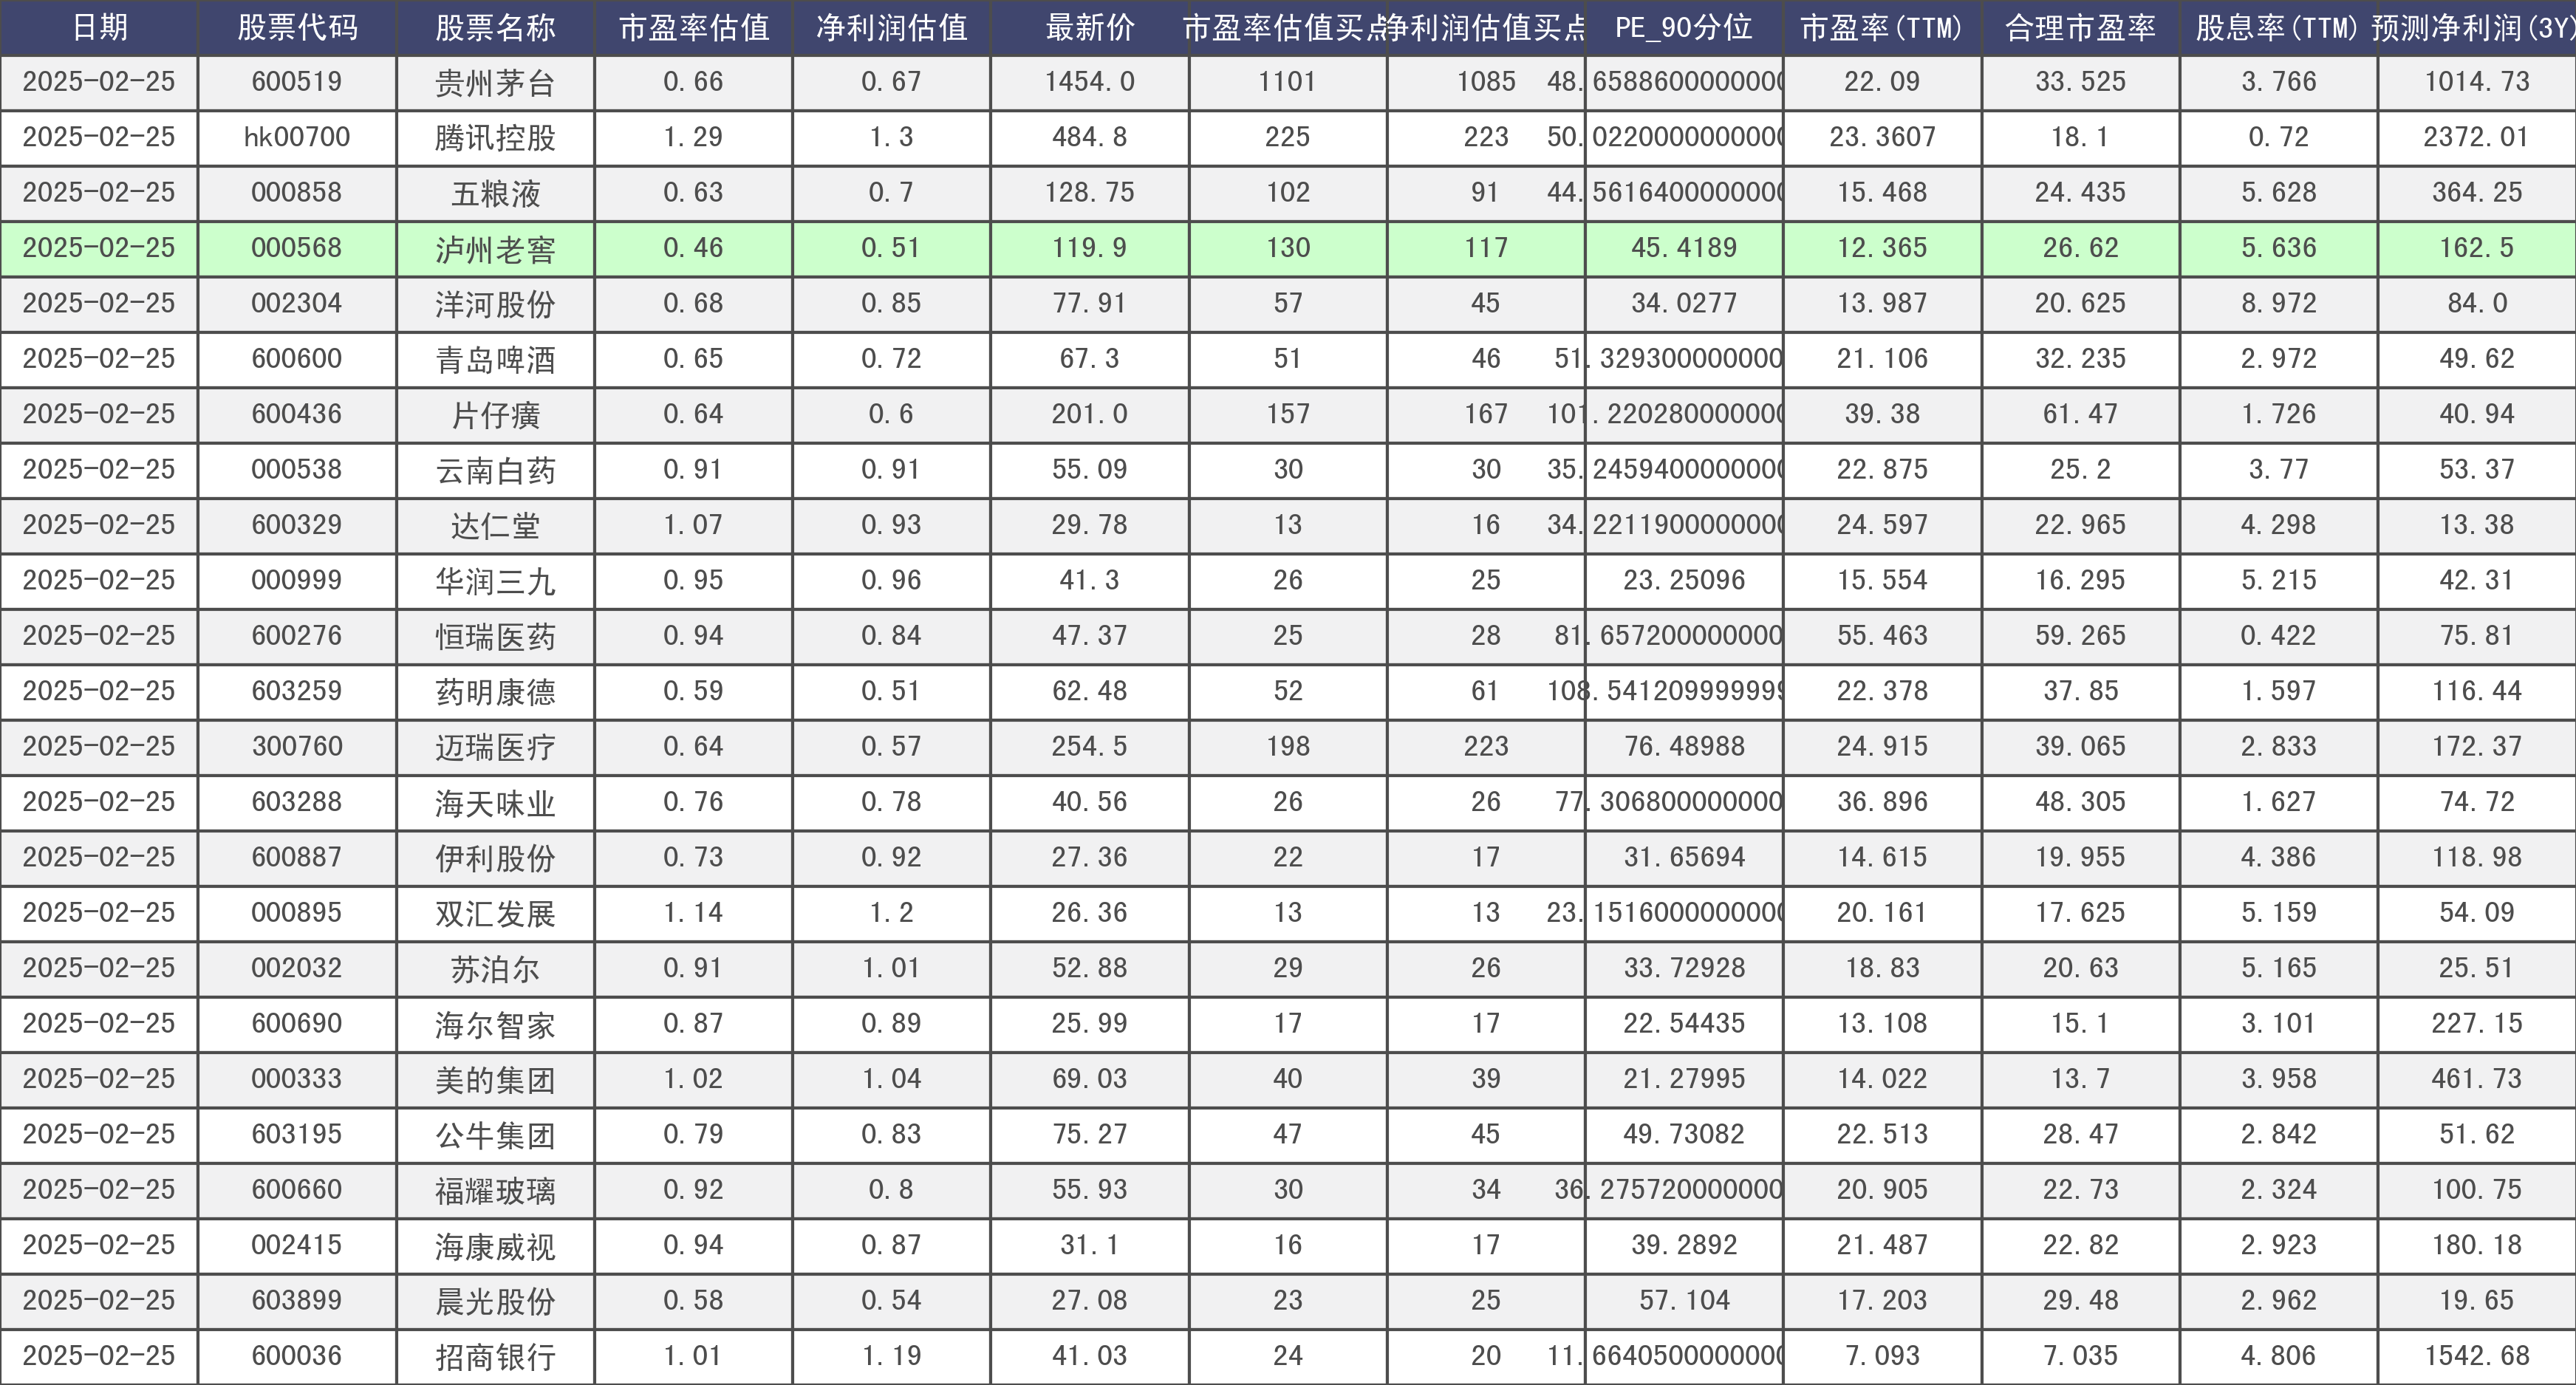 日期 股票代码 股票名称 市盈率估值 净利润估值 最新价 市盈率估值买点 净利润估值买点 PE_90分位 市盈率(TTM) 合理市盈率 股息率(TTM) 预测净利润(3Y)
2025-02-25 600519 贵州茅台 0.66 0.67 1454.0 1101 1085 48.6588600000000 22.09 33.525 3.766 1014.73
2025-02-25 hk00700 腾讯控股 1.29 1.3 484.8 225 223 50.0220000000000 23.3607 18.1 0.72 2372.01
2025-02-25 000858 五粮液 0.63 0.7 128.75 102 91 44.5616400000000 15.468 24.435 5.628 364.25
2025-02-25 000568 泸州老窖 0.46 0.51 119.9 130 117 45.4189 12.365 26.62 5.636 162.5
2025-02-25 002304 洋河股份 0.68 0.85 77.91 57 45 34.0277 13.987 20.625 8.972 84.0
2025-02-25 600600 青岛啤酒 0.65 0.72 67.3 51 46 51.329300000000 21.106 32.235 2.972 49.62
2025-02-25 600436 片仔癀 0.64 0.6 201.0 157 167 101.220280000000 39.38 61.47 1.726 40.94
2025-02-25 000538 云南白药 0.91 0.91 55.09 30 30 35.2459400000000 22.875 25.2 3.77 53.37
2025-02-25 600329 达仁堂 1.07 0.93 29.78 13 16 34.2211900000000 24.597 22.965 4.298 13.38
2025-02-25 000999 华润三九 0.95 0.96 41.3 26 25 23.25096 15.554 16.295 5.215 42.31
2025-02-25 600276 恒瑞医药 0.94 0.84 47.37 25 28 81.657200000000 55.463 59.265 0.422 75.81
2025-02-25 603259 药明康德 0.59 0.51 62.48 52 61 108.541209999999 22.378 37.85 1.597 116.44
2025-02-25 300760 迈瑞医疗 0.64 0.57 254.5 198 223 76.48988 24.915 39.065 2.833 172.37
2025-02-25 603288 海天味业 0.76 0.78 40.56 26 26 77.306800000000 36.896 48.305 1.627 74.72
2025-02-25 600887 伊利股份 0.73 0.92 27.36 22 17 31.65694 14.615 19.955 4.386 118.98
2025-02-25 000895 双汇发展 1.14 1.2 26.36 13 13 23.1516000000000 20.161 17.625 5.159 54.09
2025-02-25 002032 苏泊尔 0.91 1.01 52.88 29 26 33.72928 18.83 20.63 5.165 25.51
2025-02-25 600690 海尔智家 0.87 0.89 25.99 17 17 22.54435 13.108 15.1 3.101 227.15
2025-02-25 000333 美的集团 1.02 1.04 69.03 40 39 21.27995 14.022 13.7 3.958 461.73
2025-02-25 603195 公牛集团 0.79 0.83 75.27 47 45 49.73082 22.513 28.47 2.842 51.62
2025-02-25 600660 福耀玻璃 0.92 0.8 55.93 30 34 36.275720000000 20.905 22.73 2.324 100.75
2025-02-25 002415 海康威视 0.94 0.87 31.1 16 17 39.2892 21.487 22.82 2.923 180.18
2025-02-25 603899 晨光股份 0.58 0.54 27.08 23 25 57.104 17.203 29.48 2.962 19.65
2025-02-25 600036 招商银行 1.01 1.19 41.03 24 20 11.6640500000000 7.093 7.035 4.806 1542.68